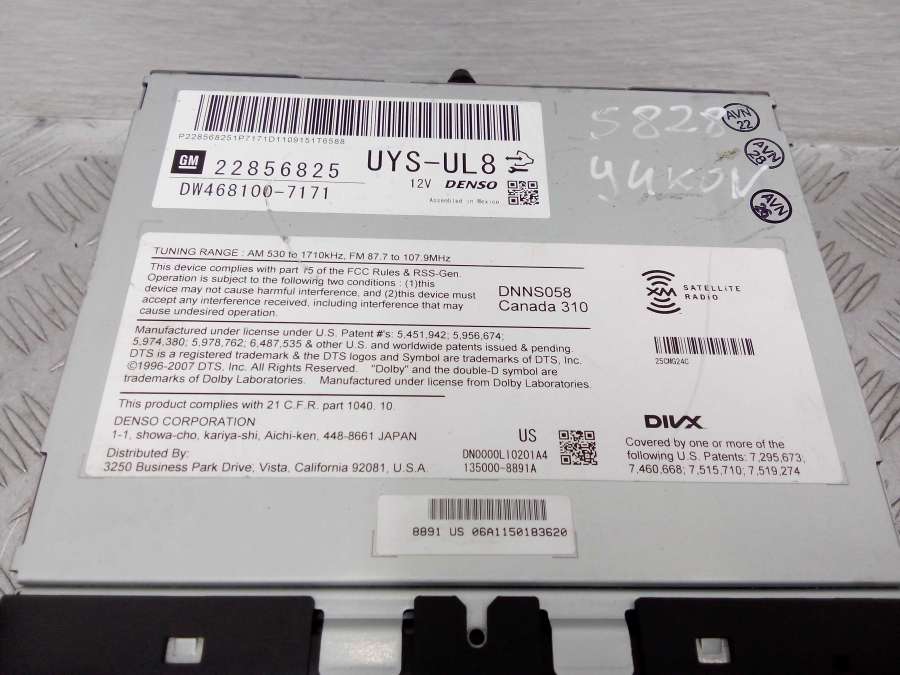 P228568251P7171D1109151T6588
GM 22856825 UYS-UL8
DW468100-7171 12V DENSO
Assembled in Mexico
5828
yukon
AVN 22
AVN 28
AVN
TUNING RANGE : AM 530 to 1710kHz, FM 87.7 to 107.9MHz
This device complies with part 15 of the FCC Rules & RSS-Gen.
Operation is subject to the following two conditions : (1)this
device may not cause harmful interference, and (2)this device must
accept any interference received, including interference that may
cause undesired operation.
DNNS058
Canada 310
XM SATELLITE
RADIO
Manufactured under license under U.S. Patent #'s: 5,451,942; 5,956,674;
5,974,380; 5,978,762; 6,487,535 & other U.S. and worldwide patents issued & pending.
DTS is a registered trademark & the DTS logos and Symbol are trademarks of DTS, Inc.
©1996-2007 DTS, Inc. All Rights Reserved. "Dolby" and the double-D symbol are
trademarks of Dolby Laboratories. Manufactured under license from Dolby Laboratories.
25CMG24C
This product complies with 21 C.F.R. part 1040. 10.
DENSO CORPORATION
1-1, showa-cho, kariya-shi, Aichi-ken, 448-8661 JAPAN
Distributed By:
3250 Business Park Drive, Vista, California 92081, U.S.A.
US
DN0000L10201A4
135000-8891A
DIVX
Covered by one or more of the
following U.S. Patents: 7,295,673;
7,460,668; 7,515,710; 7,519,274
8891 US 06A1150183620